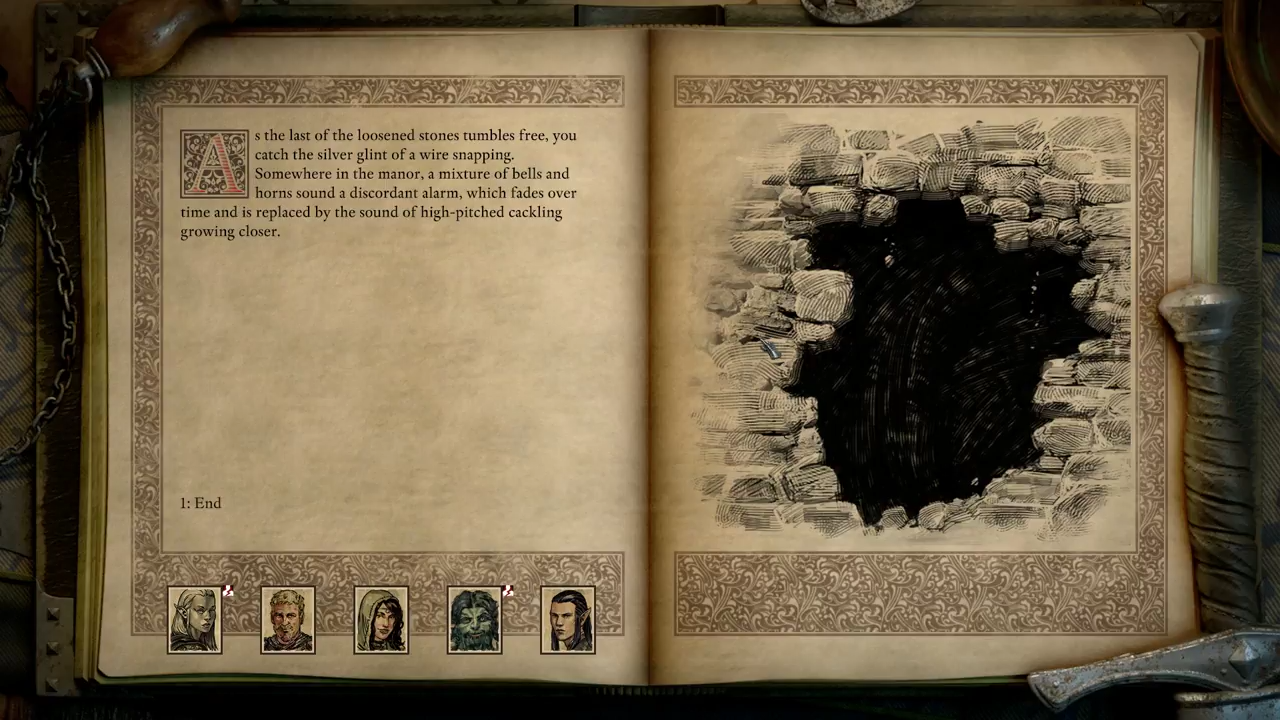 As the last of the loosened stones tumbles free, you
catch the silver glint of a wire snapping.
Somewhere in the manor, a mixture of bells and
horns sound a discordant alarm, which fades over
time and is replaced by the sound of high-pitched cackling
growing closer.
1: End